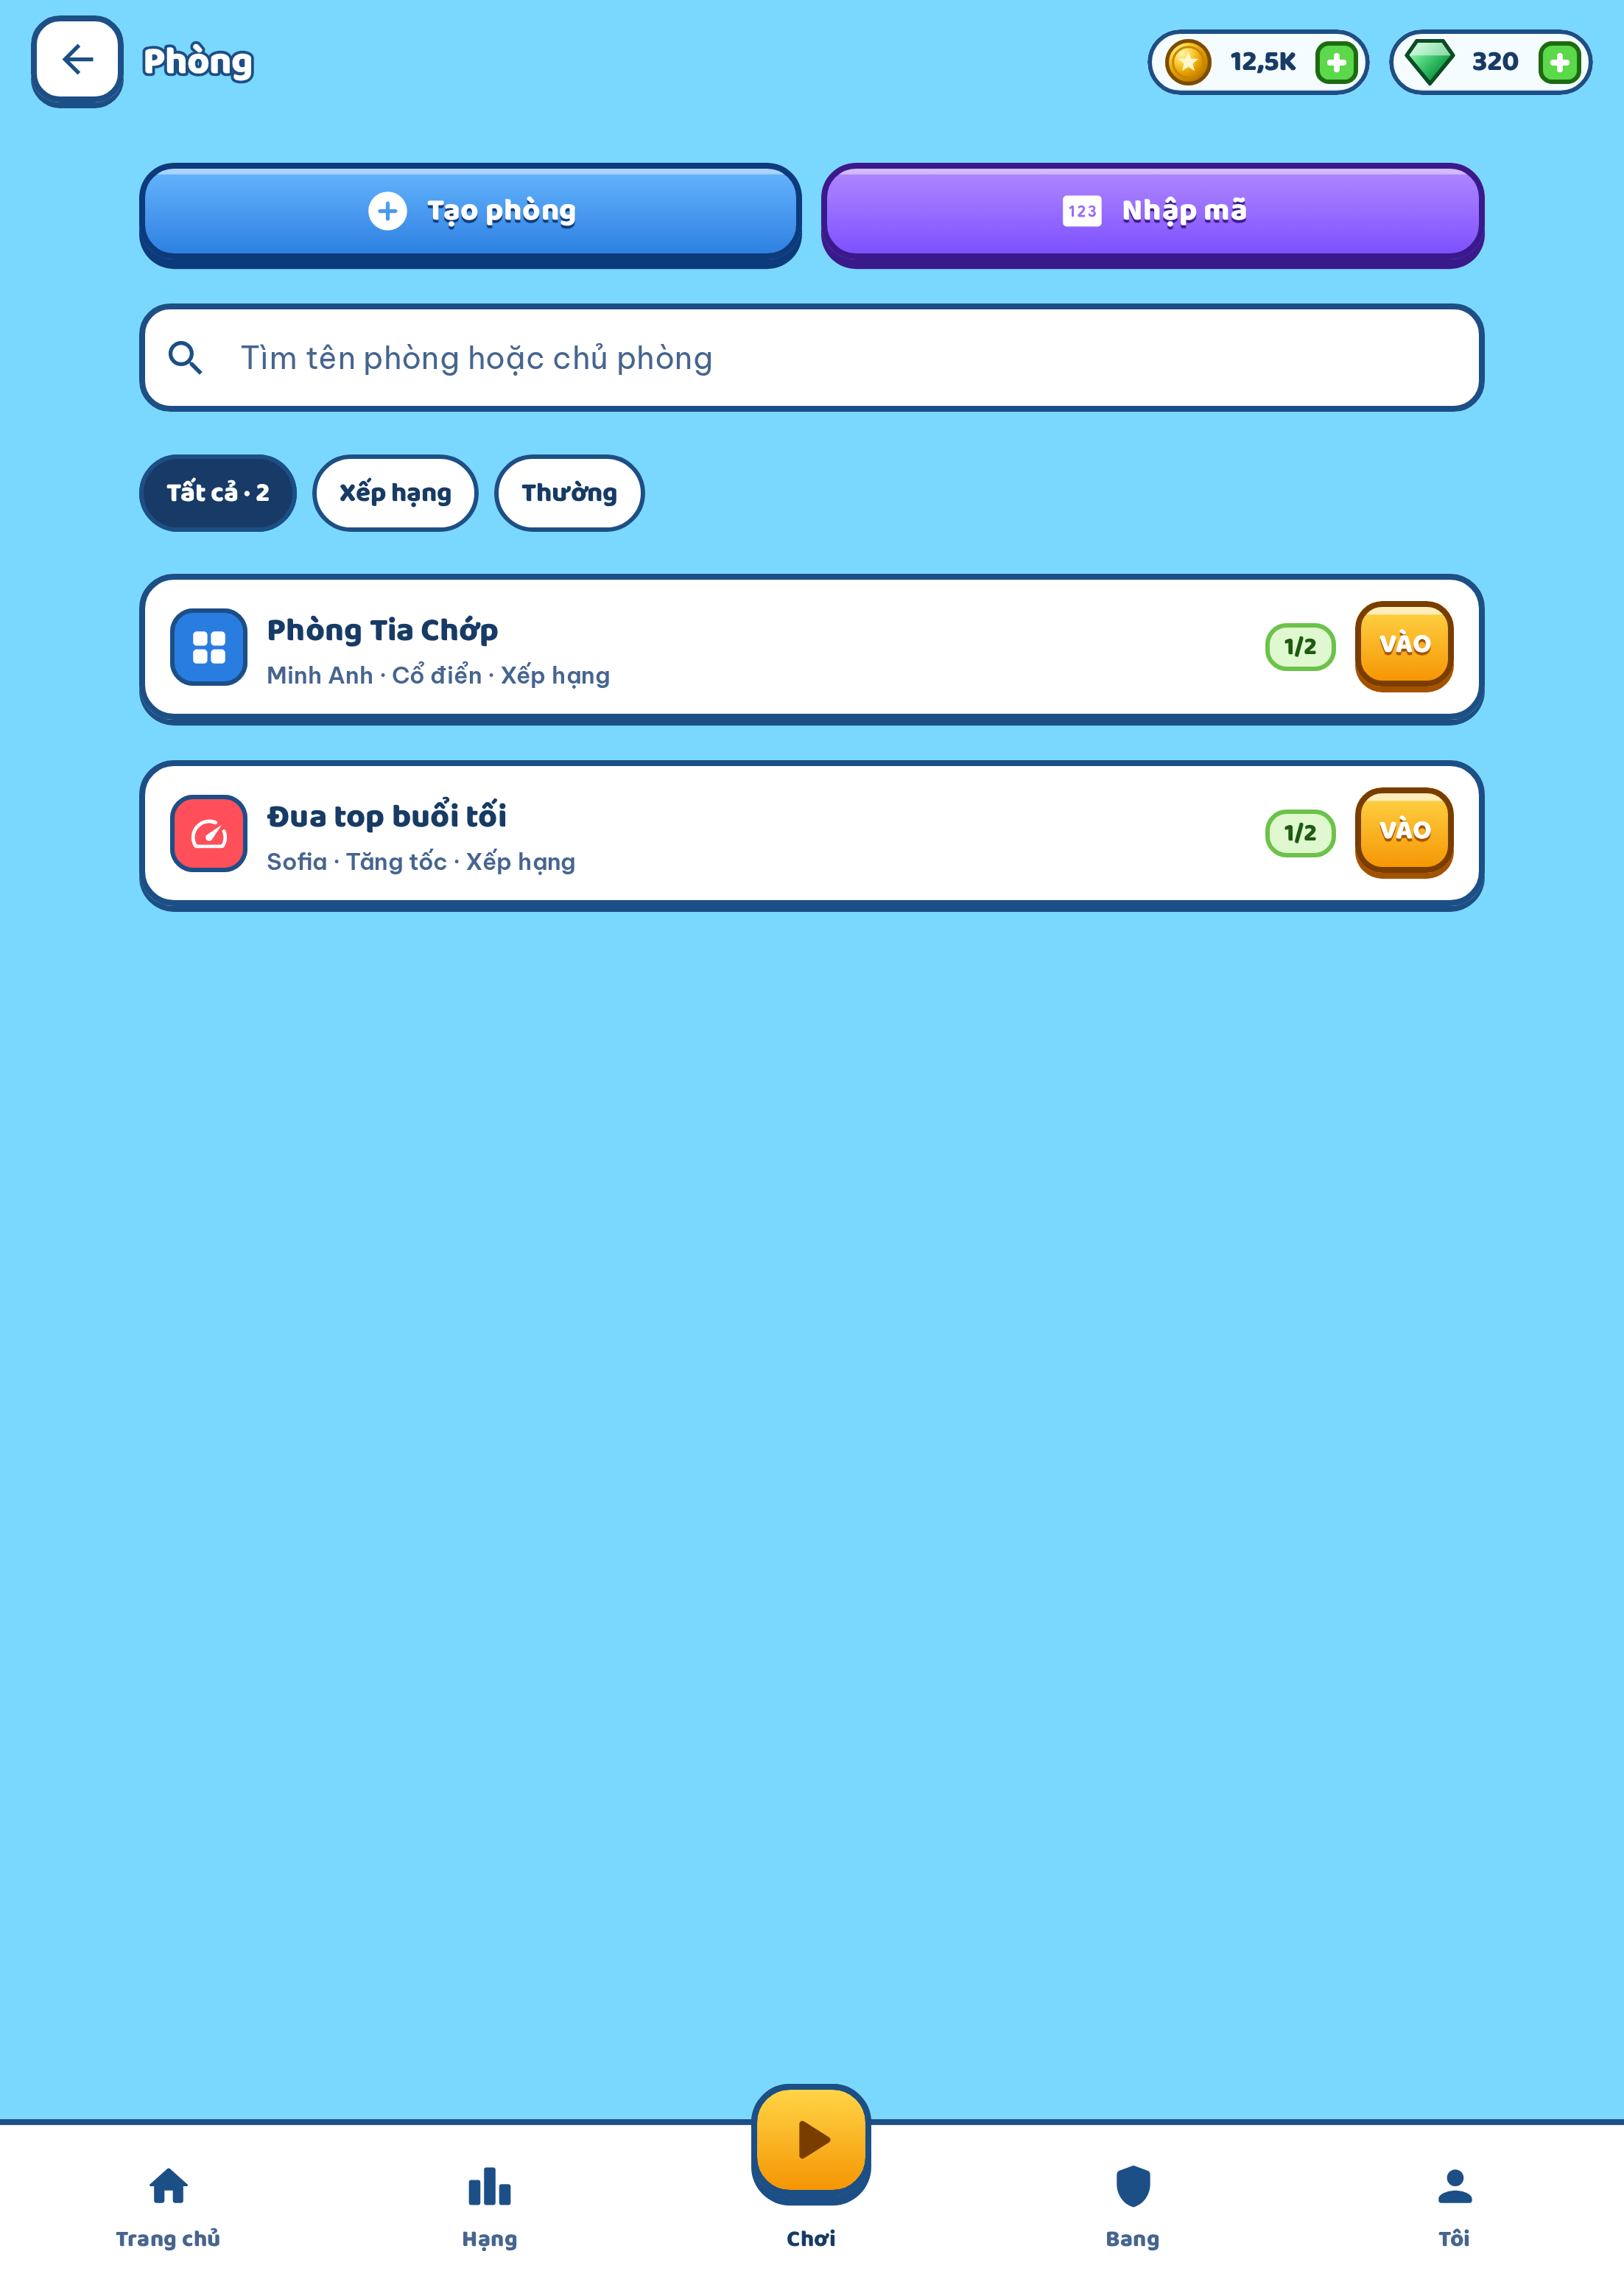 Phòng
12,5K
320
Tạo phòng
123 Nhập mã
Tìm tên phòng hoặc chủ phòng
Tất cả · 2
Xếp hạng
Thường
Phòng Tia Chớp
Minh Anh · Cổ điển · Xếp hạng
1/2
VÀO
Đua top buổi tối
Sofia · Tăng tốc · Xếp hạng
1/2
VÀO
Trang chủ
Hạng
Chơi
Bang
Tôi